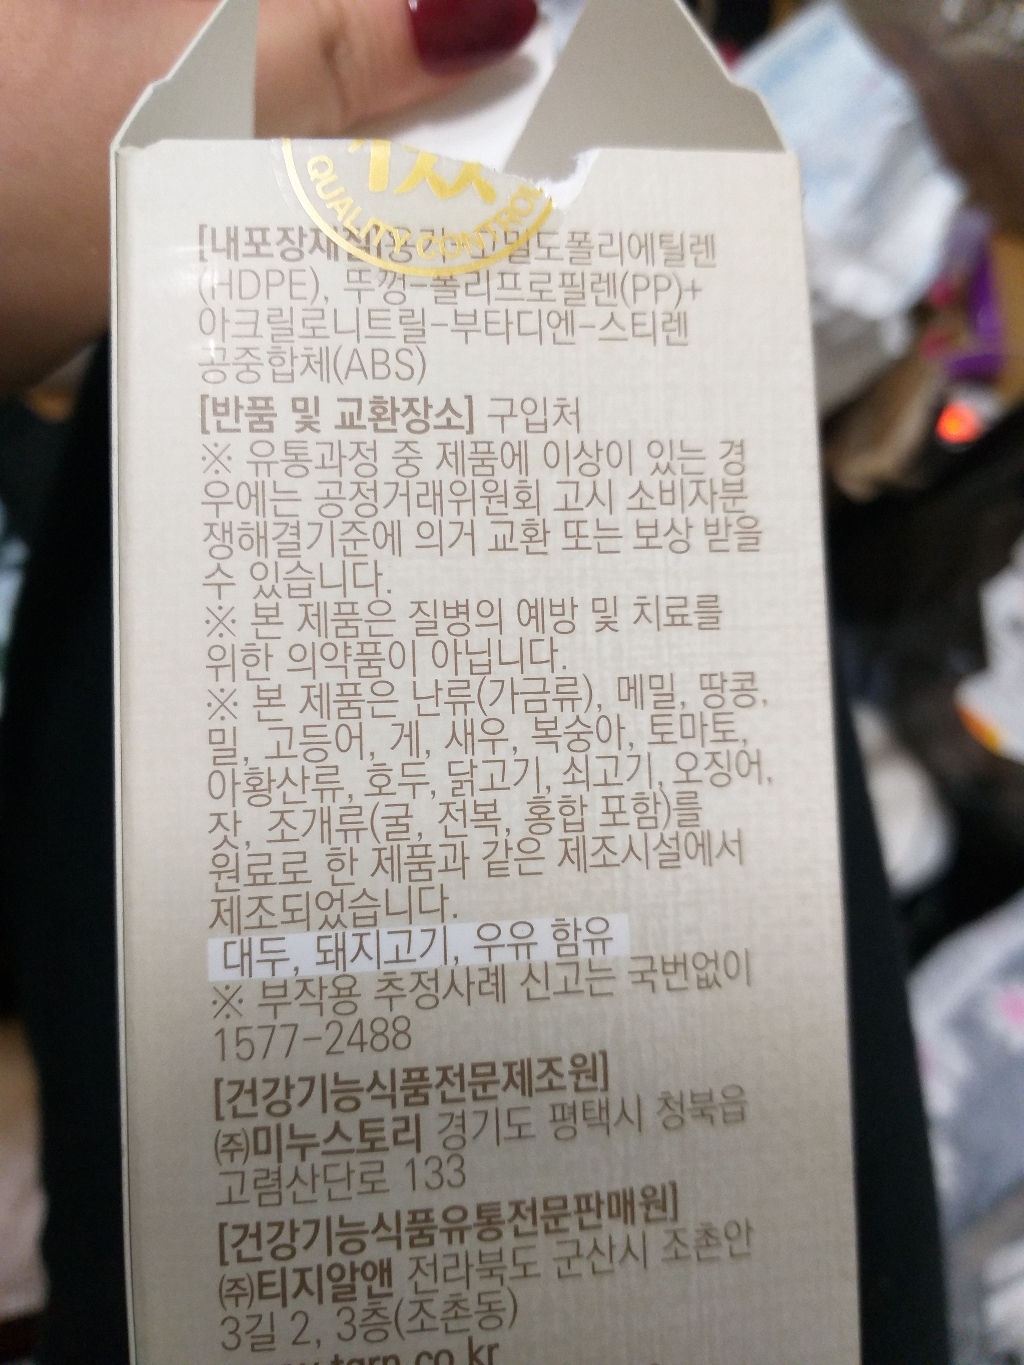 QUALITY CONTROL
[내포장재질] 고밀도폴리에틸렌
(HDPE), 뚜껑-폴리프로필렌(PP)+
아크릴로니트릴-부타디엔-스티렌
공중합체(ABS)
[반품 및 교환장소] 구입처
※ 유통과정 중 제품에 이상이 있는 경
우에는 공정거래위원회 고시 소비자분
쟁해결기준에 의거 교환 또는 보상 받을
수 있습니다.
※ 본 제품은 질병의 예방 및 치료를
위한 의약품이 아닙니다.
※ 본 제품은 난류(가금류), 메밀, 땅콩,
밀, 고등어, 게, 새우, 복숭아, 토마토,
아황산류, 호두, 닭고기, 쇠고기, 오징어,
잣, 조개류(굴, 전복, 홍합 포함)를
원료로 한 제품과 같은 제조시설에서
제조되었습니다.
대두, 돼지고기, 우유 함유
※ 부작용 추정사례 신고는 국번없이
1577-2488
[건강기능식품전문제조원]
㈜미누스토리 경기도 평택시 청북읍
고렴산단로 133
[건강기능식품유통전문판매원]
㈜티지알앤 전라북도 군산시 조촌안
3길 2, 3층(조촌동)